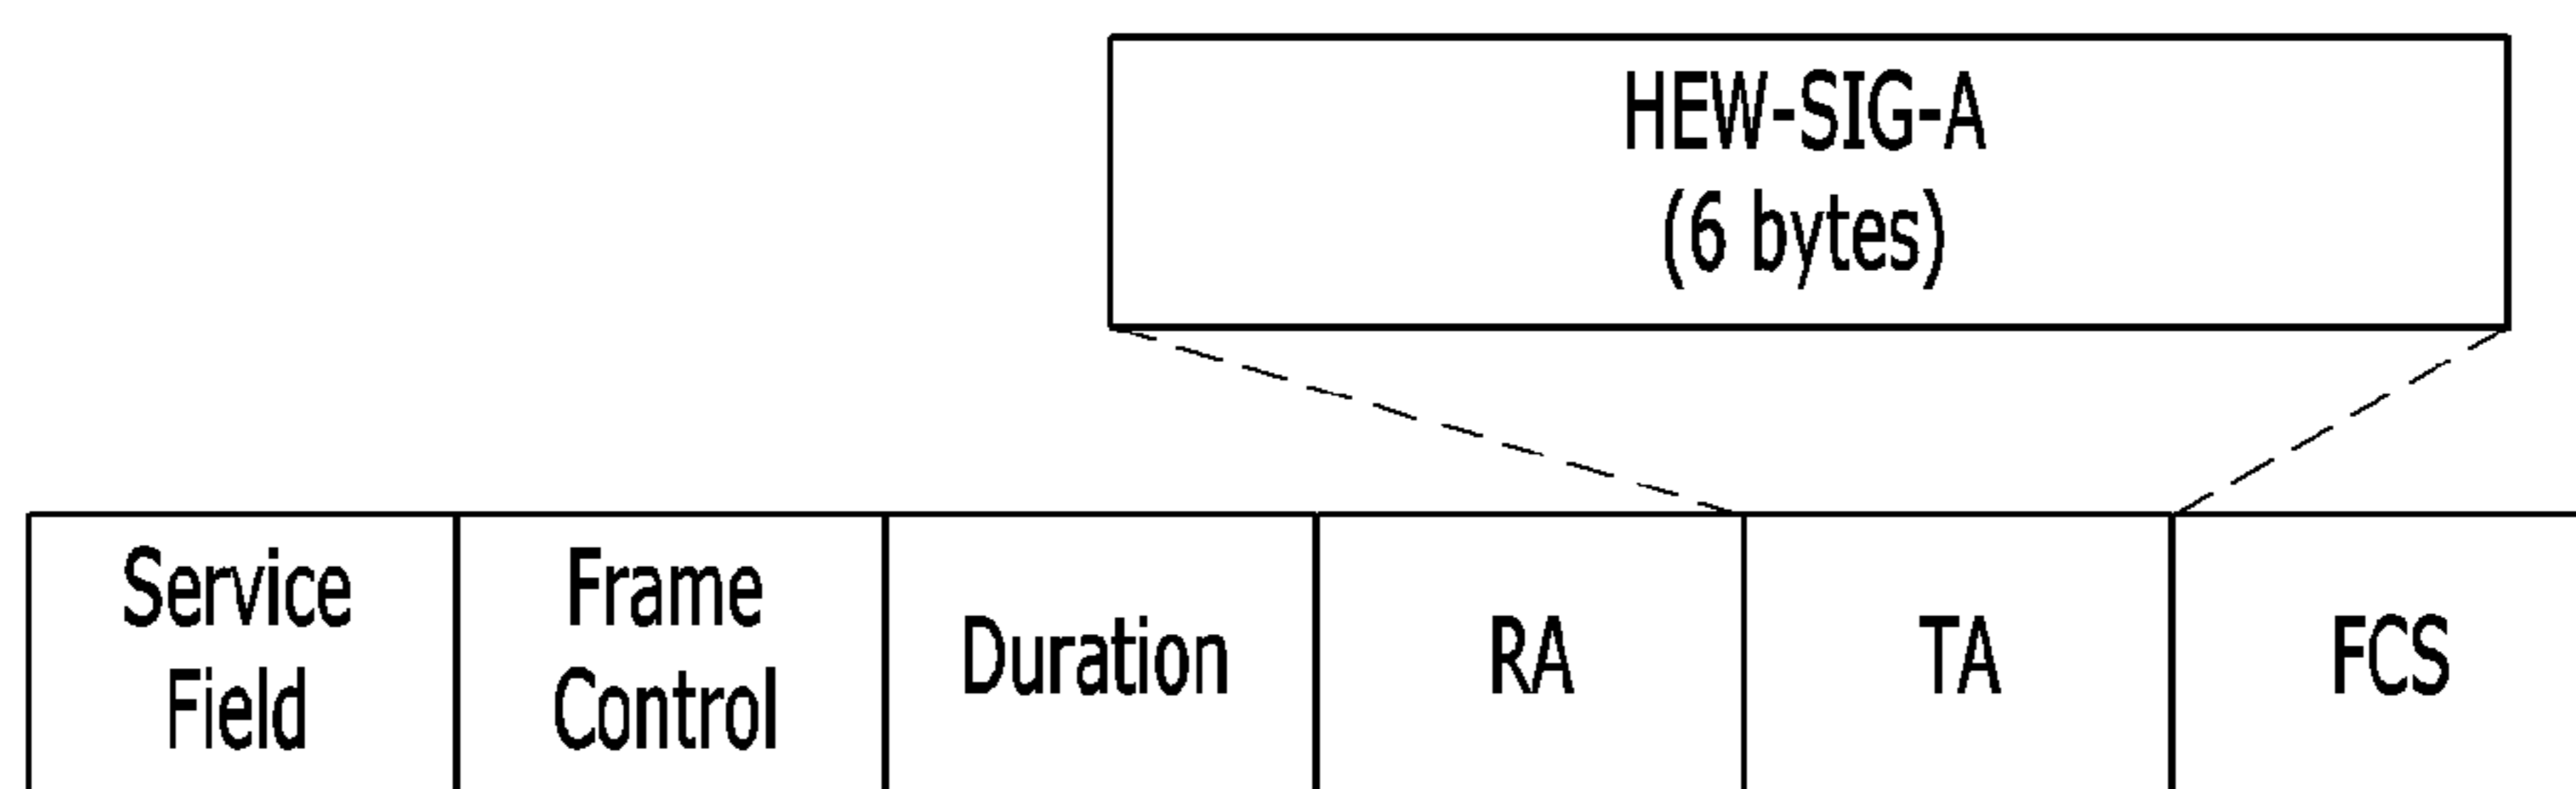 HEW-SIG-A
(6 bytes)
Service
Field
Frame
Control
Duration
RA
TA
FCS